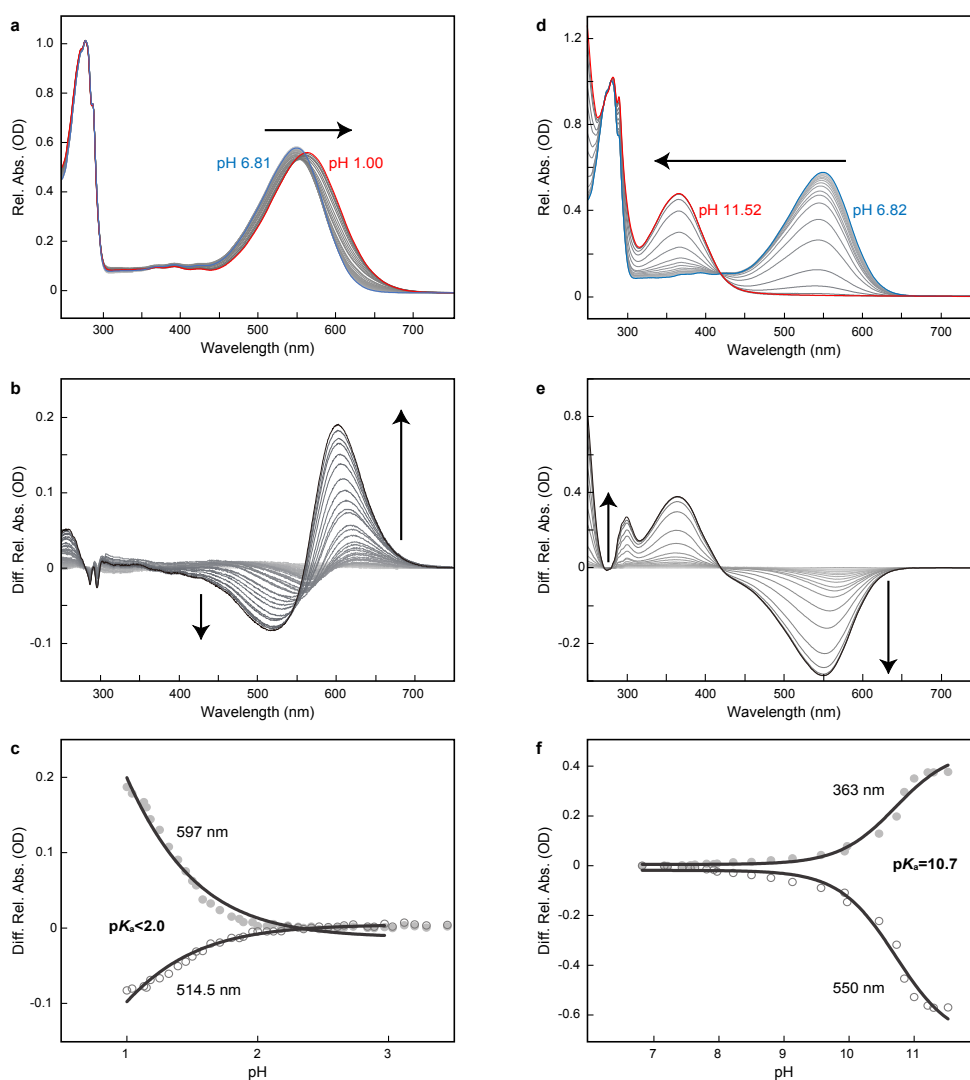 a
1.0
0.8
0.6
0.4
0.2
0
Rel. Abs. (OD)
pH 6.81
pH 1.00
300
400
500
600
700
Wavelength (nm)
d
1.2
0.8
0.4
0
Rel. Abs. (OD)
pH 11.52
pH 6.82
300
400
500
600
700
Wavelength (nm)
b
0.2
0.1
0
-0.1
Diff. Rel. Abs. (OD)
300
400
500
600
700
Wavelength (nm)
e
0.8
0.4
0
-0.2
Diff. Rel. Abs. (OD)
300
400
500
600
700
Wavelength (nm)
c
0.2
0.1
0
-0.1
Diff. Rel. Abs. (OD)
597 nm
pKa<2.0
514.5 nm
1
2
3
pH
f
0.4
0.2
0
-0.2
-0.4
-0.6
Diff. Rel. Abs. (OD)
363 nm
pKa=10.7
550 nm
7
8
9
10
11
pH